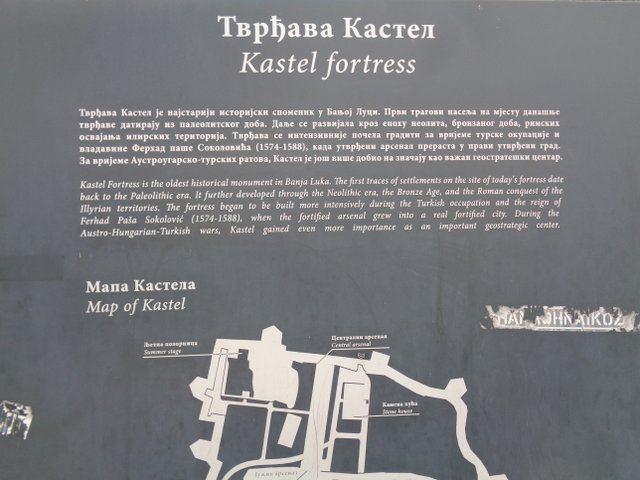 Тврђава Кастел
Kastel fortress
Тврђава Кастел је најстарији историјски споменик у Бањој Луци. Први трагови насеља на мјесту данашње
тврђаве датирају из палеолитског доба. Даље се развијала кроз епоху неолита, бронзаног доба, римских
освајања илирских територија. Тврђава се интензивније почела градити за вријеме турске окупације и
владавине Ферхад паше Соколовића (1574-1588), када утврђени арсенал прераста у прави утврђени град.
За вријеме Аустроугарско-турских ратова, Кастел је још више добио на значају као важан геостратешки центар.
Kastel Fortress is the oldest historical monument in Banja Luka. The first traces of settlements on the site of today's fortress date
back to the Paleolithic era. It further developed through the Neolithic era, the Bronze Age, and the Roman conquest of the
Illyrian territories. The fortress began to be built more intensively during the Turkish occupation and the reign of
Ferhad Paša Sokolović (1574-1588), when the fortified arsenal grew into a real fortified city. During the
Austro-Hungarian-Turkish wars, Kastel gained even more importance as an important geostrategic center.
Мапа Кастела
Map of Kastel
Љетна позорница
Summer stage
Централни арсенал
Central arsenal
Камена кућа
Stone house
арсенал